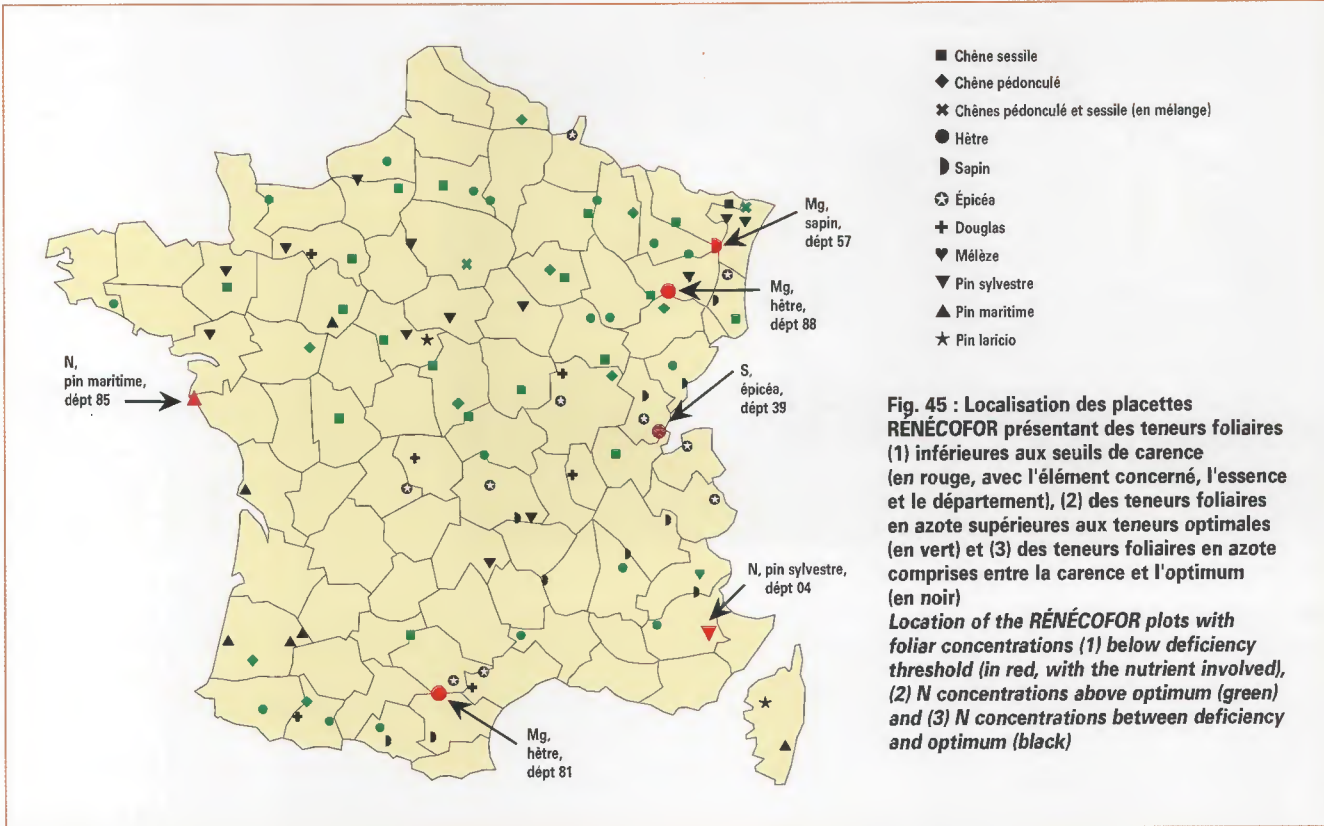 Chêne sessile
Chêne pédonculé
Chênes pédonculé et sessile (en mélange)
Hètre
Sapin
Épicéa
Douglas
Mélèze
Pin sylvestre
Pin maritime
Pin laricio
Mg,
sapin,
dépt 57
Mg,
hêtre,
dépt 88
N,
pin maritime,
dépt 85
S,
épicéa,
dépt 39
N, pin sylvestre,
dépt 04
Mg,
hêtre,
dépt 81
Fig. 45 : Localisation des placettes
RÉNÉCOFOR présentant des teneurs foliaires
(1) inférieures aux seuils de carence
(en rouge, avec l'élément concerné, l'essence
et le département), (2) des teneurs foliaires
en azote supérieures aux teneurs optimales
(en vert) et (3) des teneurs foliaires en azote
comprises entre la carence et l'optimum
(en noir)
Location of the RÉNÉCOFOR plots with
foliar concentrations (1) below deficiency
threshold (in red, with the nutrient involved),
(2) N concentrations above optimum (green)
and (3) N concentrations between deficiency
and optimum (black)